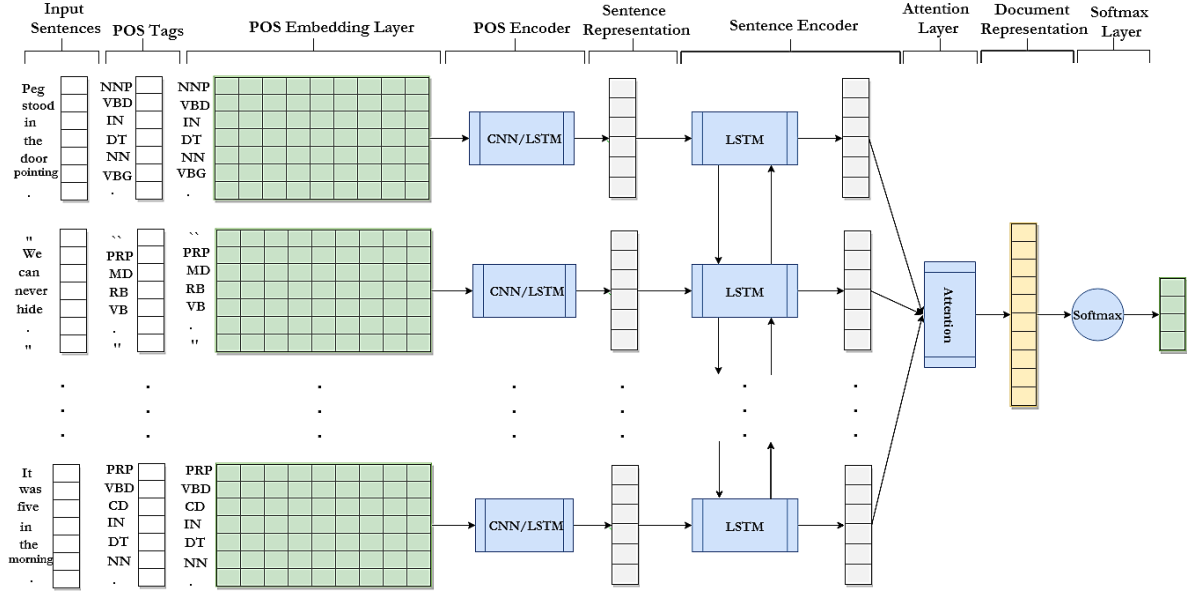 Input
Sentences
POS Tags
POS Embedding Layer
POS Encoder
Sentence
Representation
Sentence Encoder
Attention
Layer
Document
Representation
Softmax
Layer
Peg
stood
in
the
door
pointing
.
NNP
VBD
IN
DT
NN
VBG
.
NNP
VBD
IN
DT
NN
VBG
.
CNN/LSTM
LSTM
"
We
can
never
hide
.
"
``
PRP
MD
RB
VB
.
"
``
PRP
MD
RB
VB
.
"
CNN/LSTM
LSTM
Attention
Softmax
It
was
five
in
the
morning
.
PRP
VBD
CD
IN
DT
NN
.
PRP
VBD
CD
IN
DT
NN
.
CNN/LSTM
LSTM